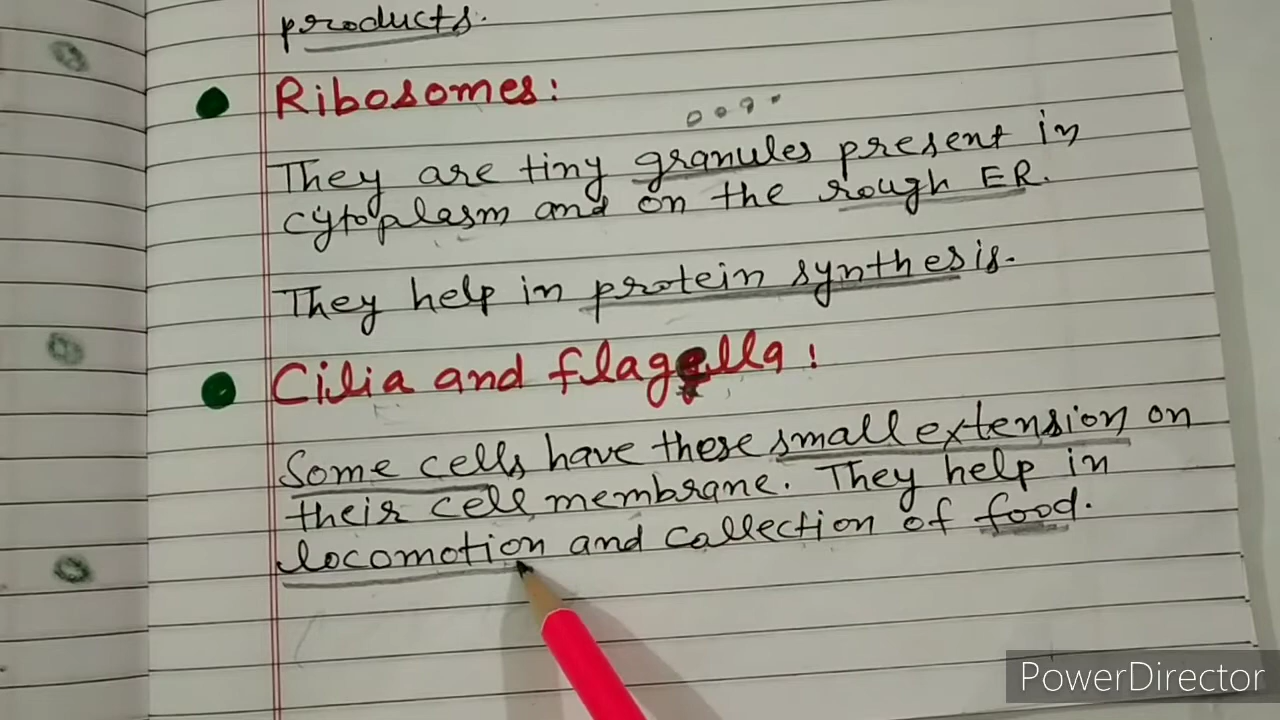 products.
Ribosomes:
They are tiny granules present in
cytoplasm and on the rough ER.
They help in protein synthesis.
Cilia and flagella:
Some cells have these small extension on
their cell membrane. They help in
locomotion and collection of food.
PowerDirector